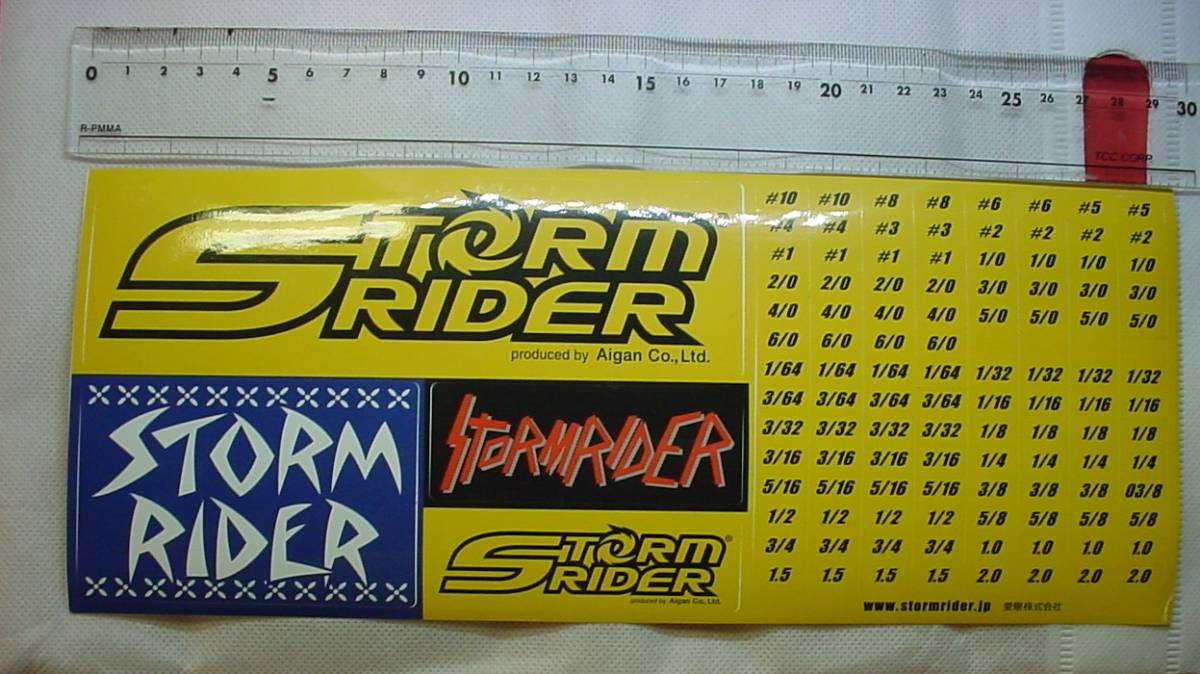 0 1 2 3 4 5 6 7 8 9 10 11 12 13 14 15 16 17 18 19 20 21 22 23 24 25 26 27 28 29 30
R-PMMA
TCC CORP
STORM
RIDER
produced by Aigan Co.,Ltd.
STORM
RIDER
STORMRIDER
STORM®
RIDER
produced by Aigan Co.,Ltd.
#10 #10 #8 #8 #6 #6 #5 #5
#4 #4 #3 #3 #2 #2 #2 #2
#1 #1 #1 #1 1/0 1/0 1/0 1/0
2/0 2/0 2/0 2/0 3/0 3/0 3/0 3/0
4/0 4/0 4/0 4/0 5/0 5/0 5/0 5/0
6/0 6/0 6/0 6/0
1/64 1/64 1/64 1/64 1/32 1/32 1/32 1/32
3/64 3/64 3/64 3/64 1/16 1/16 1/16 1/16
3/32 3/32 3/32 3/32 1/8 1/8 1/8 1/8
3/16 3/16 3/16 3/16 1/4 1/4 1/4 1/4
5/16 5/16 5/16 5/16 3/8 3/8 3/8 03/8
1/2 1/2 1/2 1/2 5/8 5/8 5/8 5/8
3/4 3/4 3/4 3/4 1.0 1.0 1.0 1.0
1.5 1.5 1.5 1.5 2.0 2.0 2.0 2.0
www.stormrider.jp 愛眼株式会社